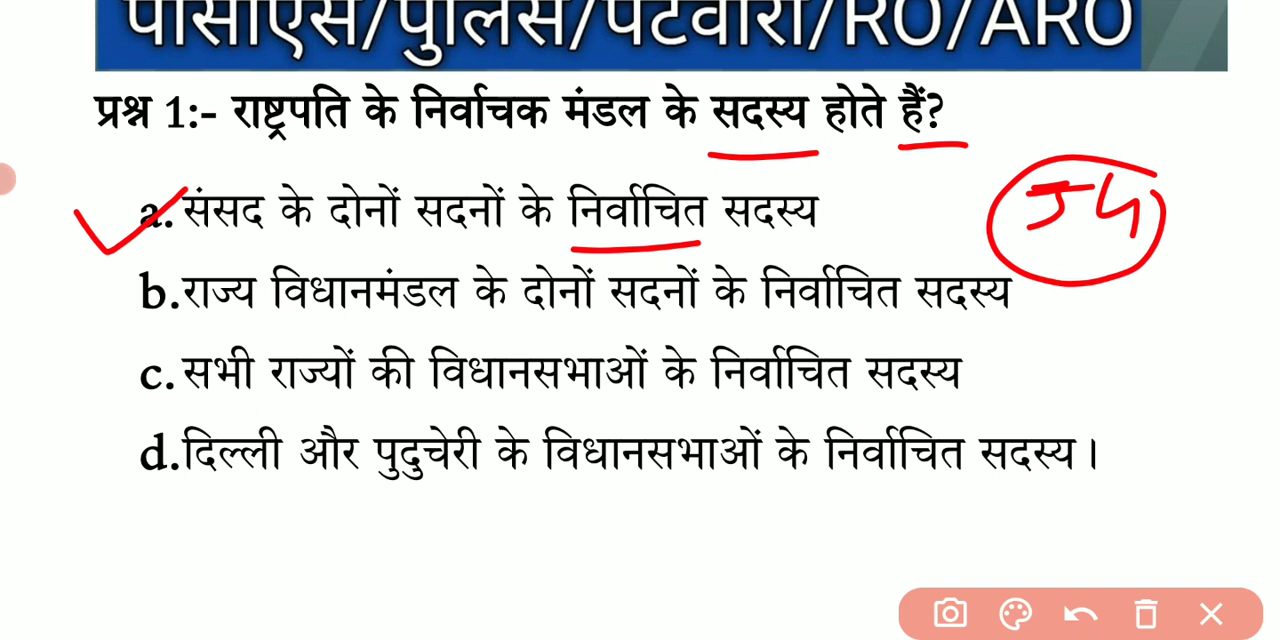 पीसीएस/पुलिस/पटवारी/RO/ARO
प्रश्न 1:- राष्ट्रपति के निर्वाचक मंडल के सदस्य होते हैं?
a. संसद के दोनों सदनों के निर्वाचित सदस्य
54
b. राज्य विधानमंडल के दोनों सदनों के निर्वाचित सदस्य
c. सभी राज्यों की विधानसभाओं के निर्वाचित सदस्य
d. दिल्ली और पुदुचेरी के विधानसभाओं के निर्वाचित सदस्य।